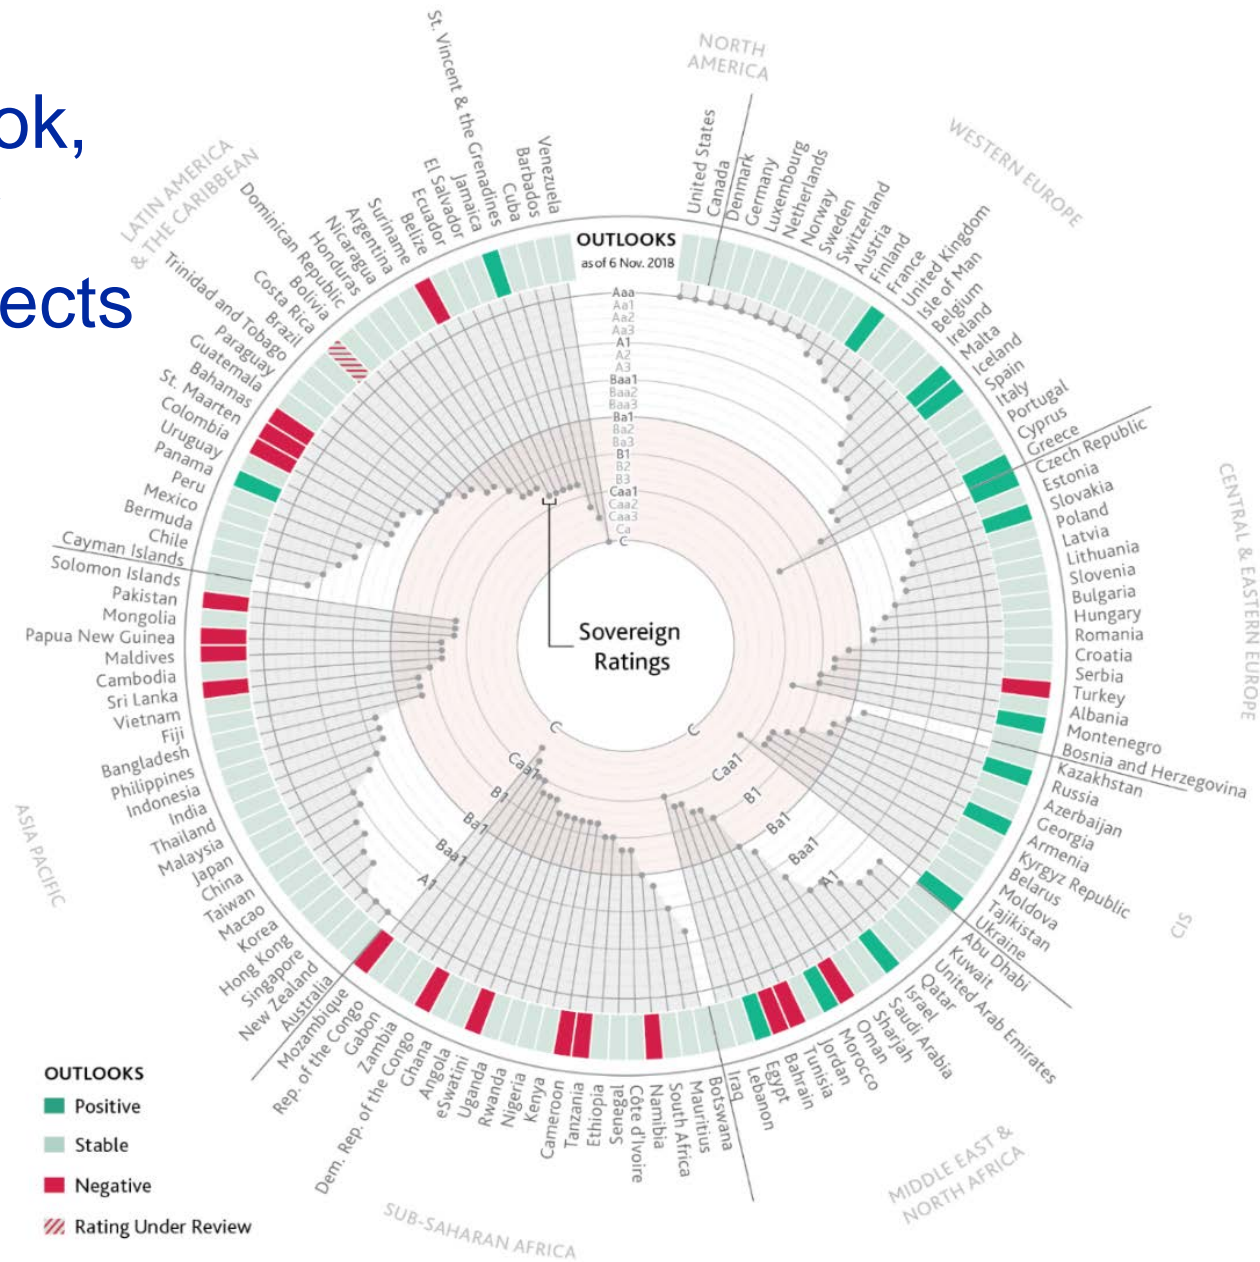 ok,
ects
NORTH
AMERICA
United States
Canada
WESTERN EUROPE
Denmark
Germany
Luxembourg
Netherlands
Norway
Sweden
Switzerland
Austria
Finland
France
United Kingdom
Isle of Man
Belgium
Ireland
Malta
Iceland
Spain
Italy
Portugal
Cyprus
Greece
CENTRAL & EASTERN EUROPE
Czech Republic
Estonia
Slovakia
Poland
Latvia
Lithuania
Slovenia
Bulgaria
Hungary
Romania
Croatia
Serbia
Turkey
Albania
Montenegro
Bosnia and Herzegovina
CIS
Kazakhstan
Russia
Azerbaijan
Georgia
Armenia
Kyrgyz Republic
Belarus
Moldova
Tajikistan
Ukraine
MIDDLE EAST &
NORTH AFRICA
Abu Dhabi
Kuwait
United Arab Emirates
Qatar
Israel
Saudi Arabia
Sharjah
Oman
Morocco
Jordan
Tunisia
Bahrain
Egypt
Lebanon
Iraq
SUB-SAHARAN AFRICA
Botswana
Mauritius
South Africa
Namibia
Côte d'Ivoire
Senegal
Ethiopia
Tanzania
Cameroon
Kenya
Nigeria
Rwanda
Uganda
eSwatini
Angola
Ghana
Dem. Rep. of the Congo
Zambia
Gabon
Rep. of the Congo
Mozambique
ASIA PACIFIC
Australia
New Zealand
Singapore
Hong Kong
Korea
Macao
Taiwan
China
Japan
Malaysia
Thailand
India
Indonesia
Philippines
Bangladesh
Fiji
Vietnam
Sri Lanka
Cambodia
Maldives
Papua New Guinea
Mongolia
Pakistan
Solomon Islands
LATIN AMERICA
& THE CARIBBEAN
Cayman Islands
Chile
Bermuda
Mexico
Peru
Panama
Uruguay
Colombia
St. Maarten
Bahamas
Guatemala
Paraguay
Trinidad and Tobago
Brazil
Costa Rica
Bolivia
Dominican Republic
Honduras
Nicaragua
Argentina
Suriname
Belize
Ecuador
El Salvador
Jamaica
St. Vincent & the Grenadines
Cuba
Barbados
Venezuela
OUTLOOKS
as of 6 Nov. 2018
Aaa
Aa1
Aa2
Aa3
A1
A2
A3
Baa1
Baa2
Baa3
Ba1
Ba2
Ba3
B1
B2
B3
Caa1
Caa2
Caa3
Ca
C
Sovereign
Ratings
C
Caa1
B1
Ba1
Baa1
A1
C
Caa1
B1
Ba1
Baa1
A1
OUTLOOKS
Positive
Stable
Negative
Rating Under Review